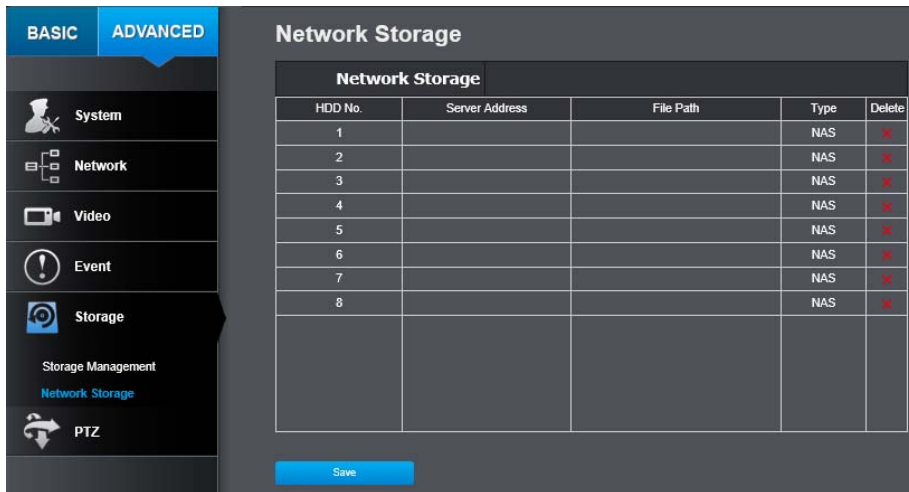 BASIC ADVANCED
System
Network
Video
Event
Storage
Storage Management
Network Storage
PTZ
Network Storage
Network Storage
HDD No. Server Address File Path Type Delete
1 NAS
2 NAS
3 NAS
4 NAS
5 NAS
6 NAS
7 NAS
8 NAS
Save